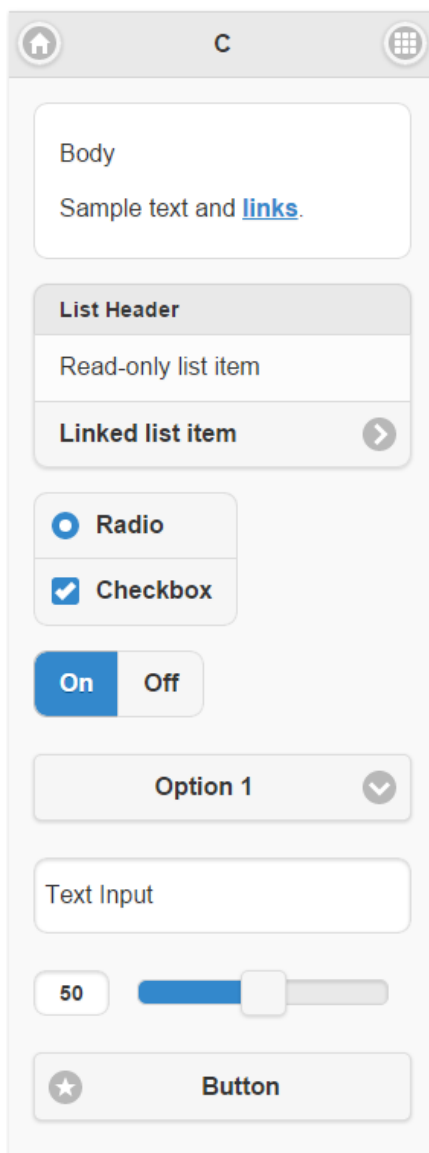 C
Body
Sample text and links.
List Header
Read-only list item
Linked list item
Radio
Checkbox
On Off
Option 1
Text Input
50
Button